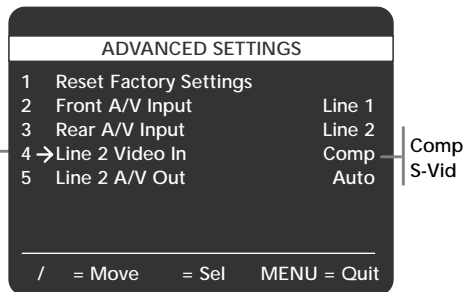 ADVANCED SETTINGS
1 Reset Factory Settings
2 Front A/V Input Line 1
3 Rear A/V Input Line 2
4 →Line 2 Video In Comp
5 Line 2 A/V Out Auto
/ = Move = Sel MENU = Quit
Comp
S-Vid